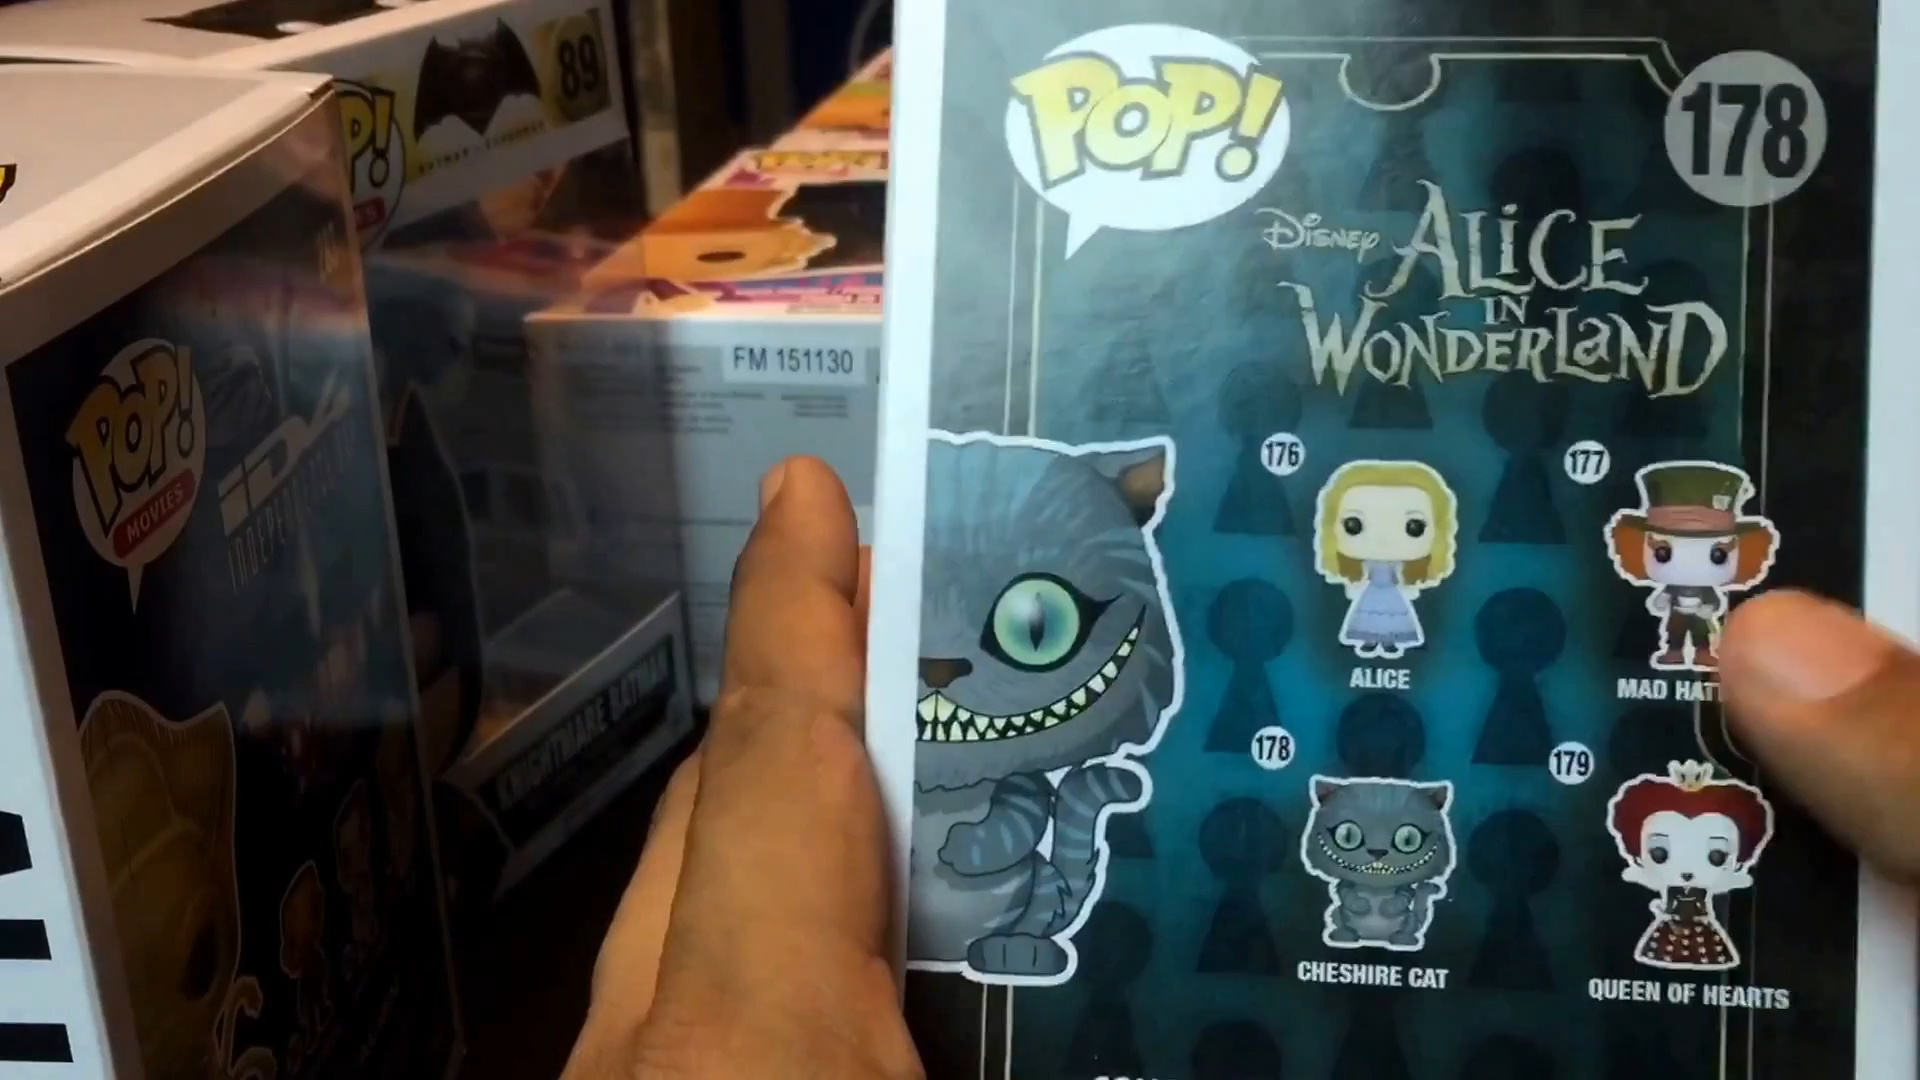 POP!
178
Disney
ALiCE
IN
WONDERLaND
176
ALICE
177
MAD HAT
178
CHESHIRE CAT
179
QUEEN OF HEARTS
89
P!
FM 151130
POP!
MOVIES
KNIGHTMARE BATMAN